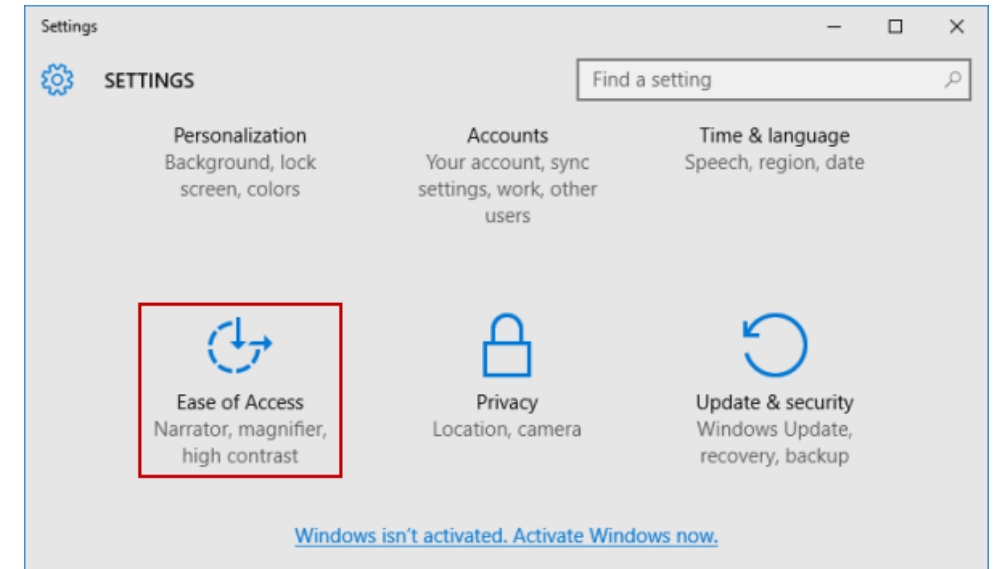 Settings
SETTINGS
Find a setting
Personalization
Background, lock
screen, colors
Accounts
Your account, sync
settings, work, other
users
Time & language
Speech, region, date
Ease of Access
Narrator, magnifier,
high contrast
Privacy
Location, camera
Update & security
Windows Update,
recovery, backup
Windows isn't activated. Activate Windows now.